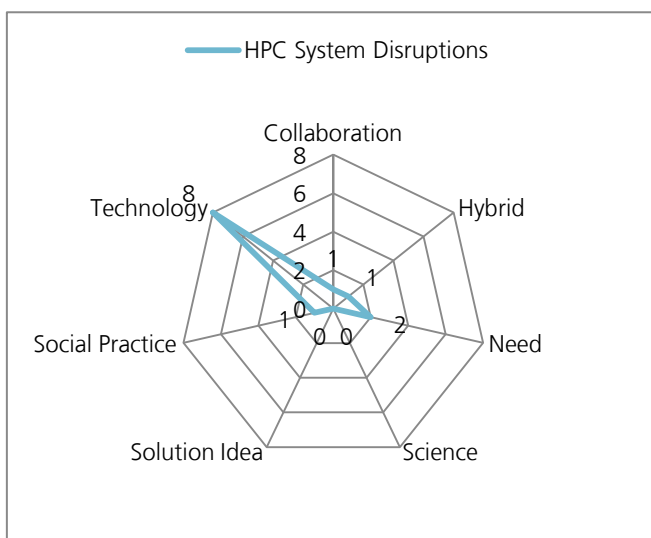 HPC System Disruptions
Collaboration
8
8
Technology
6
Hybrid
4
1
2
1
0
1
2
0
0
Social Practice
Need
Solution Idea
Science